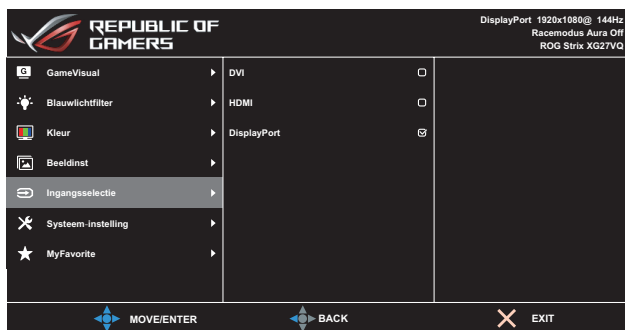 REPUBLIC OF
GAMERS
DisplayPort 1920x1080@ 144Hz
Racemodus Aura Off
ROG Strix XG27VQ
G
GameVisual
Blauwlichtfilter
Kleur
Beeldinst
Ingangsselectie
Systeem-instelling
MyFavorite
DVI
HDMI
DisplayPort
MOVE/ENTER
BACK
EXIT